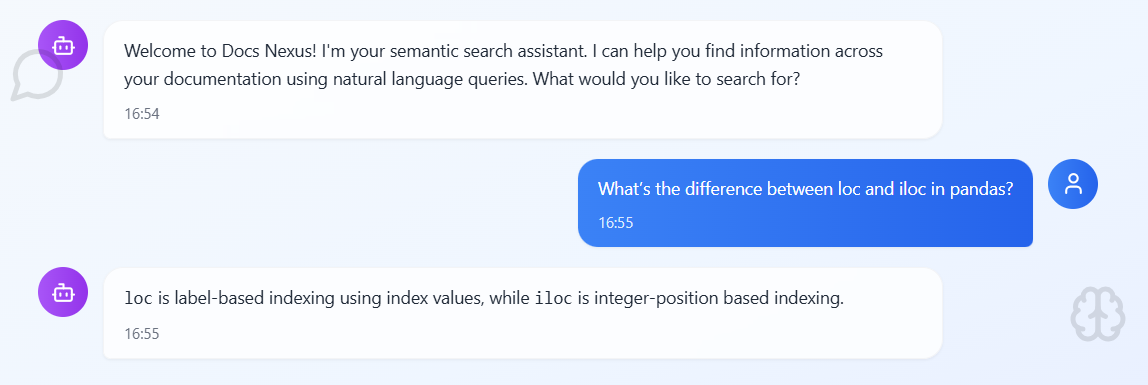 Welcome to Docs Nexus! I'm your semantic search assistant. I can help you find information across
your documentation using natural language queries. What would you like to search for?
16:54
What's the difference between loc and iloc in pandas?
16:55
loc is label-based indexing using index values, while iloc is integer-position based indexing.
16:55